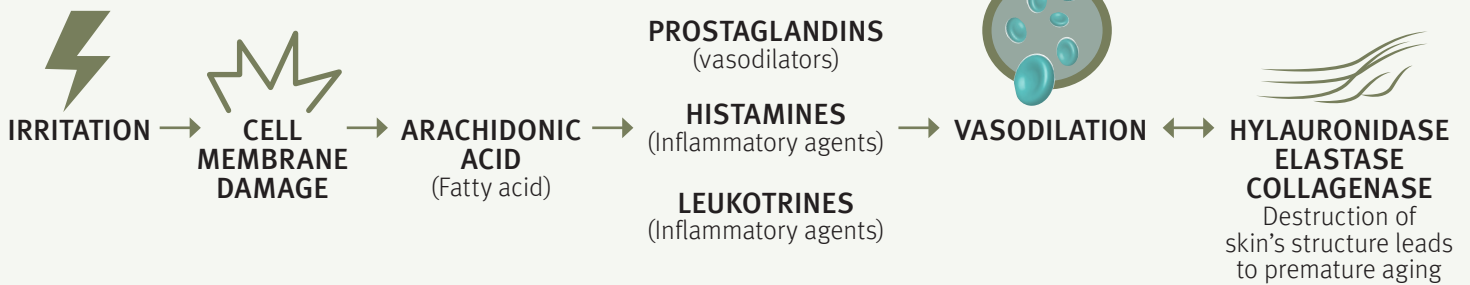 IRRITATION
CELL
MEMBRANE
DAMAGE
ARACHIDONIC
ACID
(Fatty acid)
PROSTAGLANDINS
(vasodilators)
HISTAMINES
(Inflammatory agents)
LEUKOTRINES
(Inflammatory agents)
VASODILATION
HYLAURONIDASE
ELASTASE
COLLAGENASE
Destruction of
skin's structure leads
to premature aging